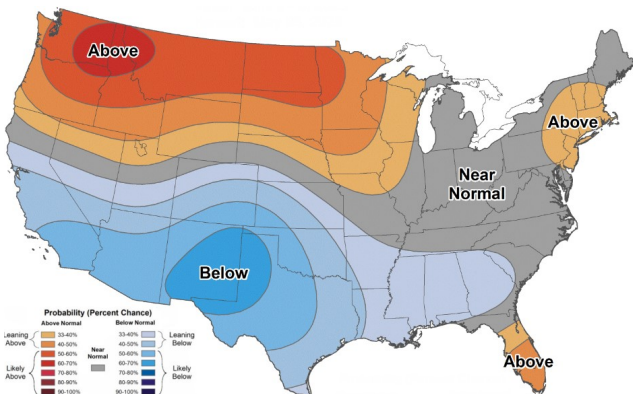 Above
Above
Near
Normal
Below
Above
Probability (Percent Chance)
Above Normal
Below Normal
Leaning
Above
33-40%
40-50%
33-40%
40-50%
Leaning
Below
Likely
Above
50-60%
60-70%
70-80%
80-90%
90-100%
Near
Normal
50-60%
60-70%
70-80%
80-90%
90-100%
Likely
Below